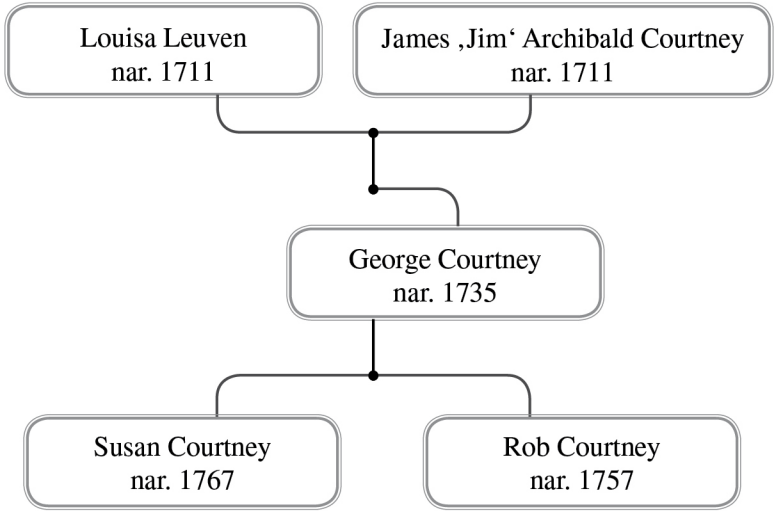 Louisa Leuven
nar. 1711
James ‚Jim‘ Archibald Courtney
nar. 1711
George Courtney
nar. 1735
Susan Courtney
nar. 1767
Rob Courtney
nar. 1757